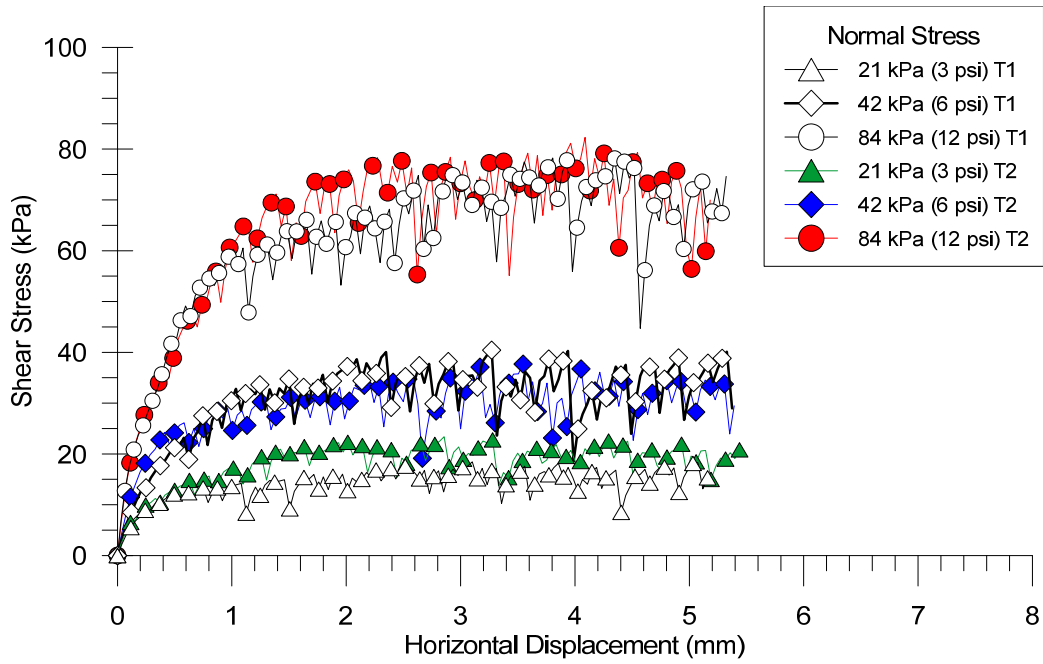 Normal Stress
21 kPa (3 psi) T1
42 kPa (6 psi) T1
84 kPa (12 psi) T1
21 kPa (3 psi) T2
42 kPa (6 psi) T2
84 kPa (12 psi) T2
Shear Stress (kPa)
100
80
60
40
20
0
0 1 2 3 4 5 6 7 8
Horizontal Displacement (mm)